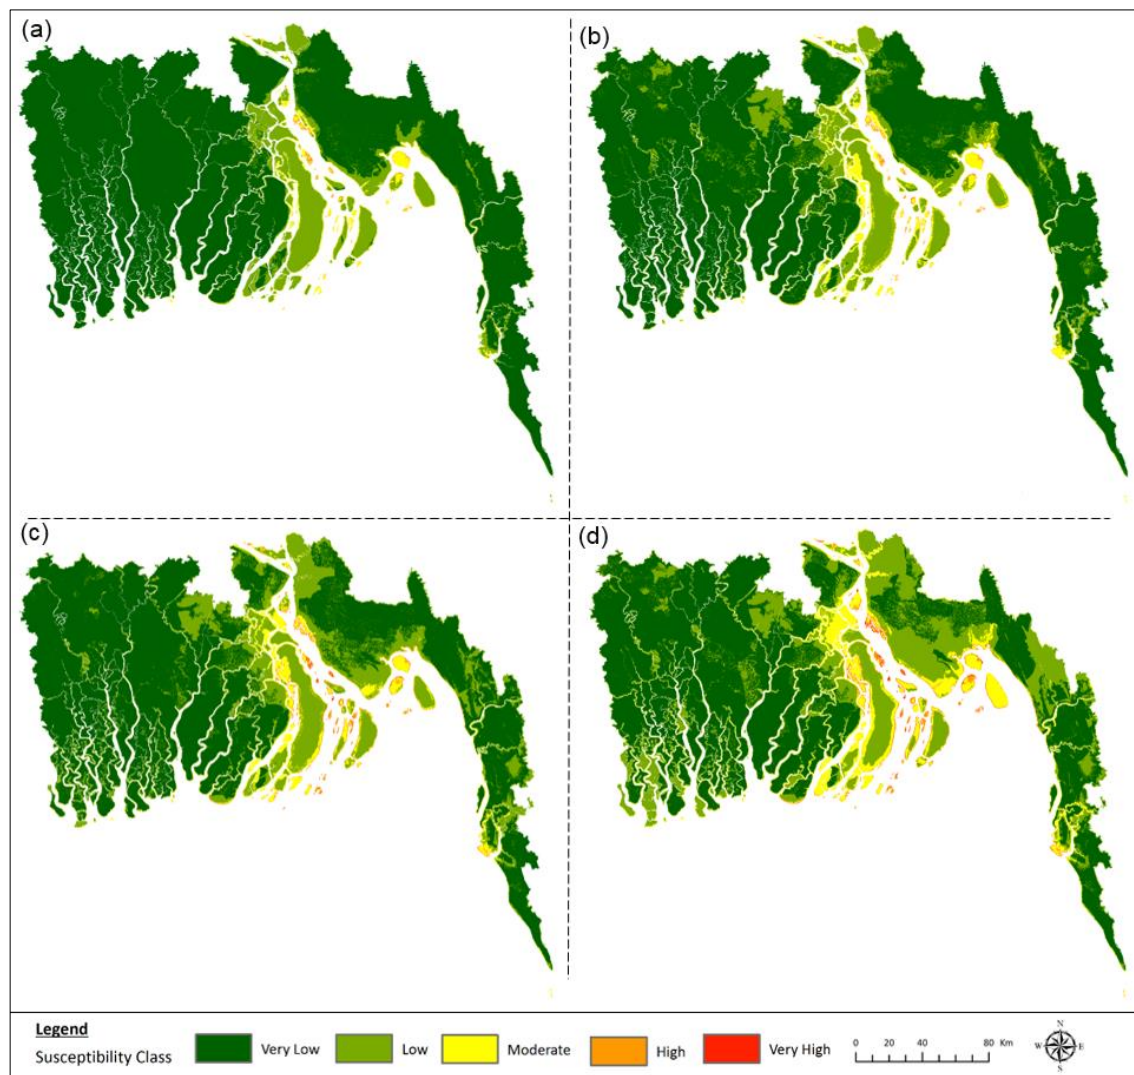 (a)
(b)
(c)
(d)
Legend
Susceptibility Class
Very Low
Low
Moderate
High
Very High
0 20 40 80 Km
N
W E
S